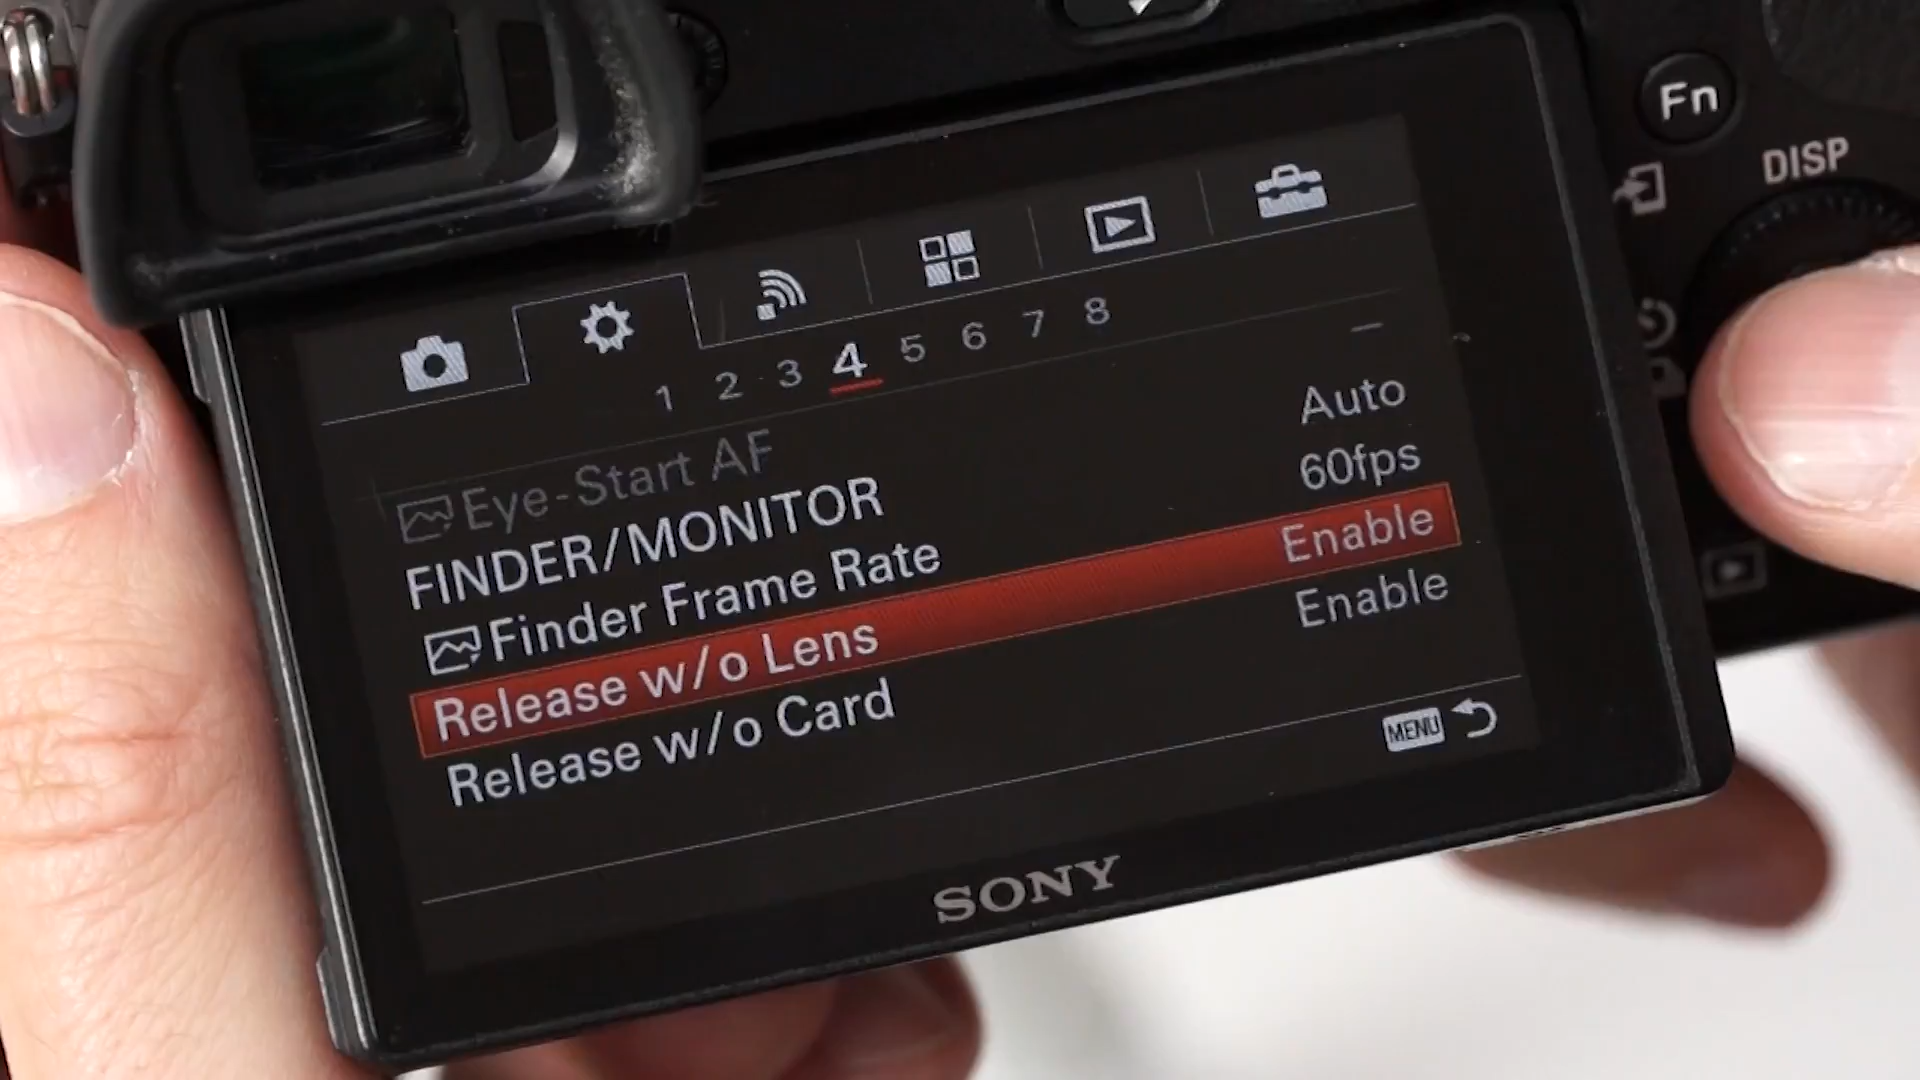 Fn
DISP
1 2 3 4 5 6 7 8
Eye-Start AF –
FINDER/MONITOR Auto
Finder Frame Rate 60fps
Release w/o Lens Enable
Release w/o Card Enable
MENU
SONY